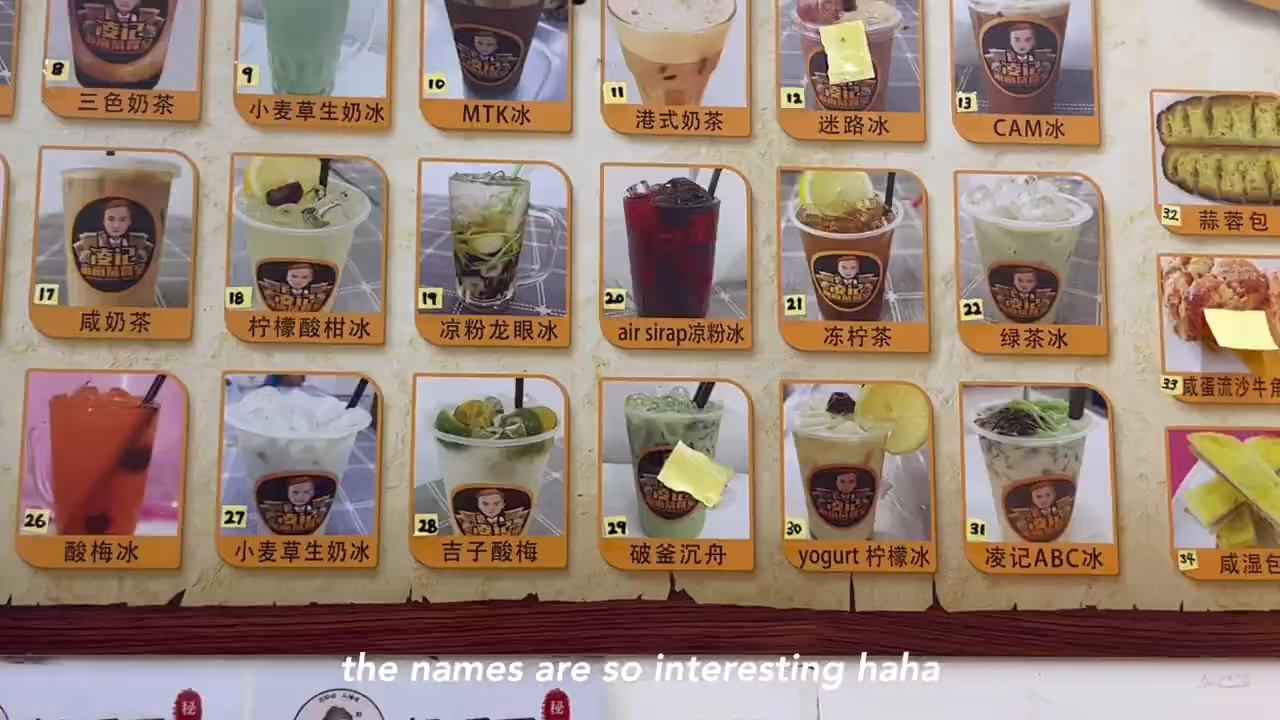 8
三色奶茶
9
小麦草生奶冰
10
MTK冰
11
港式奶茶
12
迷路冰
13
CAM冰
17
咸奶茶
18
柠檬酸柑冰
19
凉粉龙眼冰
20
air sirap凉粉冰
21
冻柠茶
22
绿茶冰
32
蒜蓉包
33
咸蛋流沙牛角
26
酸梅冰
27
小麦草生奶冰
28
吉子酸梅
29
破釜沉舟
30
yogurt 柠檬冰
31
凌记ABC冰
34
咸湿包
the names are so interesting haha
秘
秘